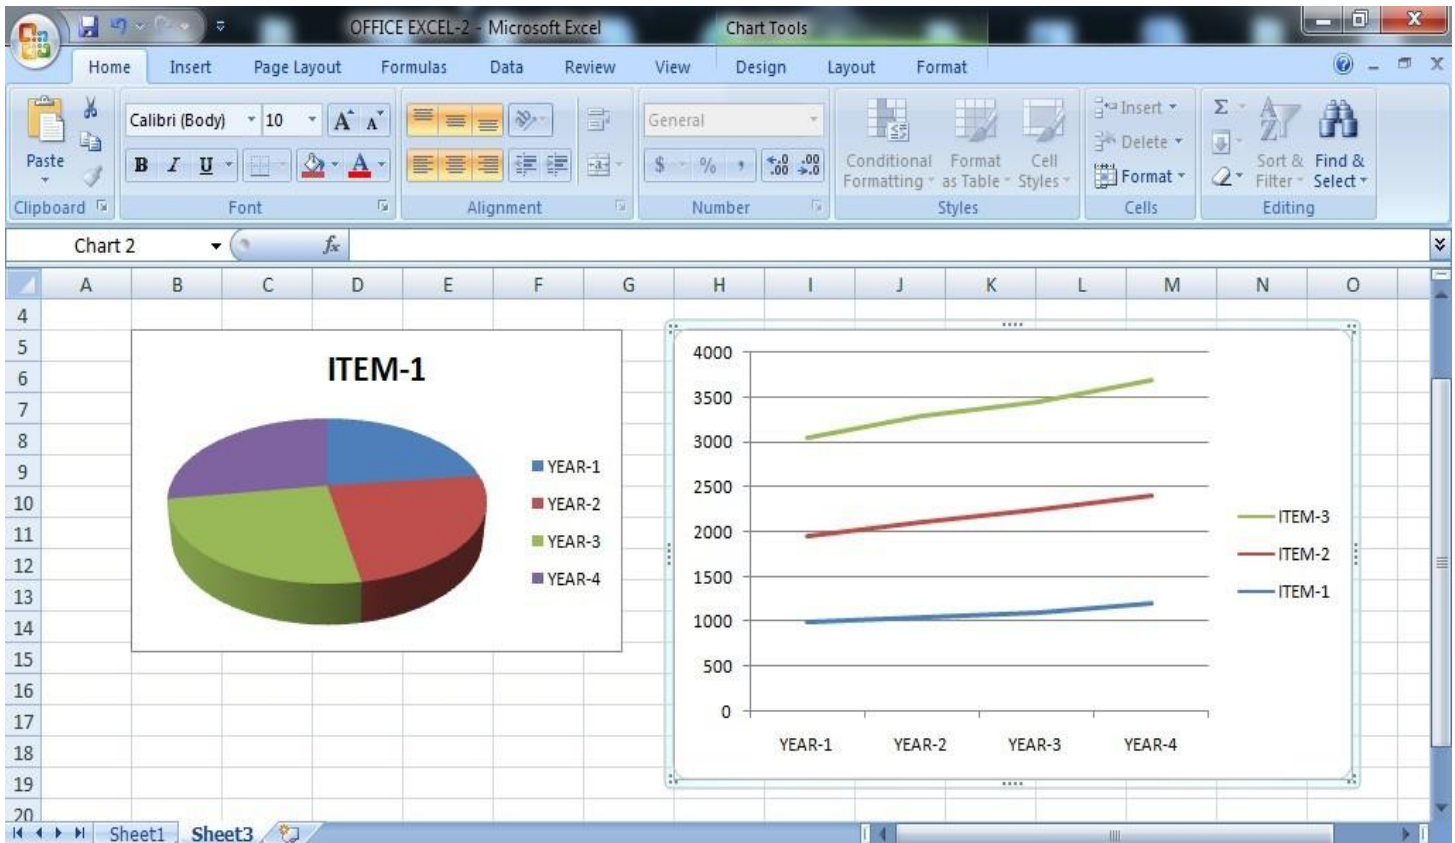 OFFICE EXCEL-2 - Microsoft Excel Chart Tools
Home Insert Page Layout Formulas Data Review View Design Layout Format
Paste
Clipboard
Calibri (Body) 10 A A
B I U A
Font
Alignment
General
$ % , .0 .00 .00 .0
Number
Conditional Formatting
Format as Table
Cell Styles
Styles
Insert
Delete
Format
Cells
Σ
Sort & Filter
Find & Select
Editing
Chart 2 fx
A B C D E F G H I J K L M N O
4
5
6
7
8
9
10
11
12
13
14
15
16
17
18
19
20
ITEM-1
YEAR-1
YEAR-2
YEAR-3
YEAR-4
4000
3500
3000
2500
2000
1500
1000
500
0
YEAR-1 YEAR-2 YEAR-3 YEAR-4
ITEM-3
ITEM-2
ITEM-1
Sheet1 Sheet3